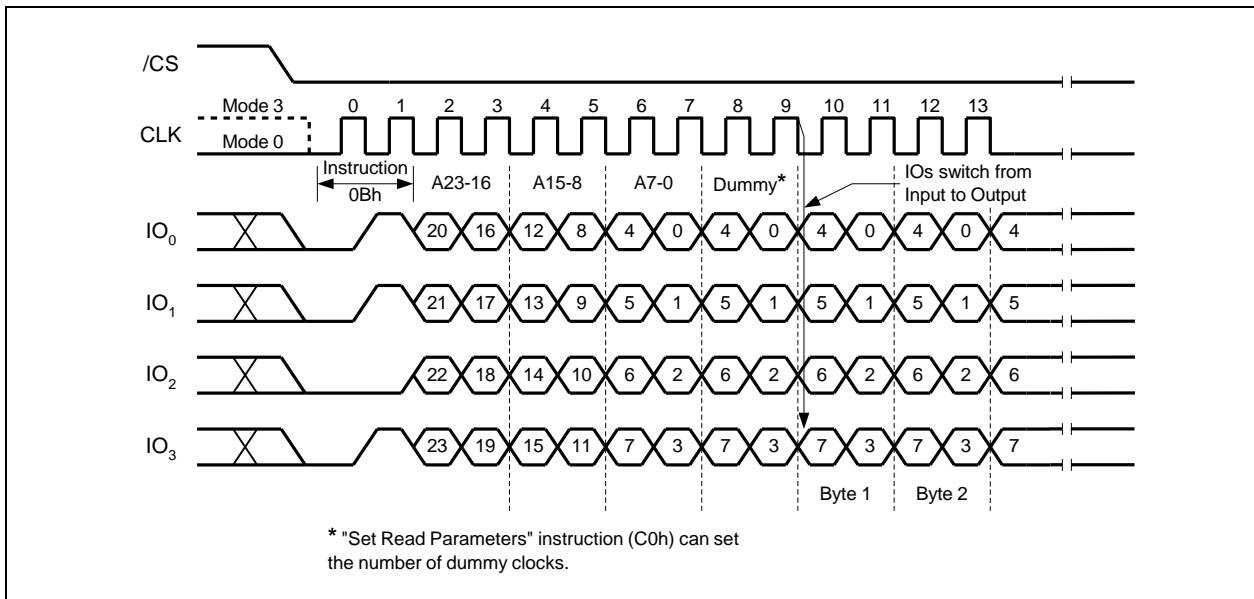 /CS
Mode 3 0 1 2 3 4 5 6 7 8 9 10 11 12 13
CLK
Mode 0
Instruction
0Bh
A23-16 A15-8 A7-0 Dummy*
IOs switch from
Input to Output
IO0 20 16 12 8 4 0 4 0 4 0 4 0 4
IO1 21 17 13 9 5 1 5 1 5 1 5 1 5
IO2 22 18 14 10 6 2 6 2 6 2 6 2 6
IO3 23 19 15 11 7 3 7 3 7 3 7 3 7
Byte 1 Byte 2
* "Set Read Parameters" instruction (C0h) can set
the number of dummy clocks.